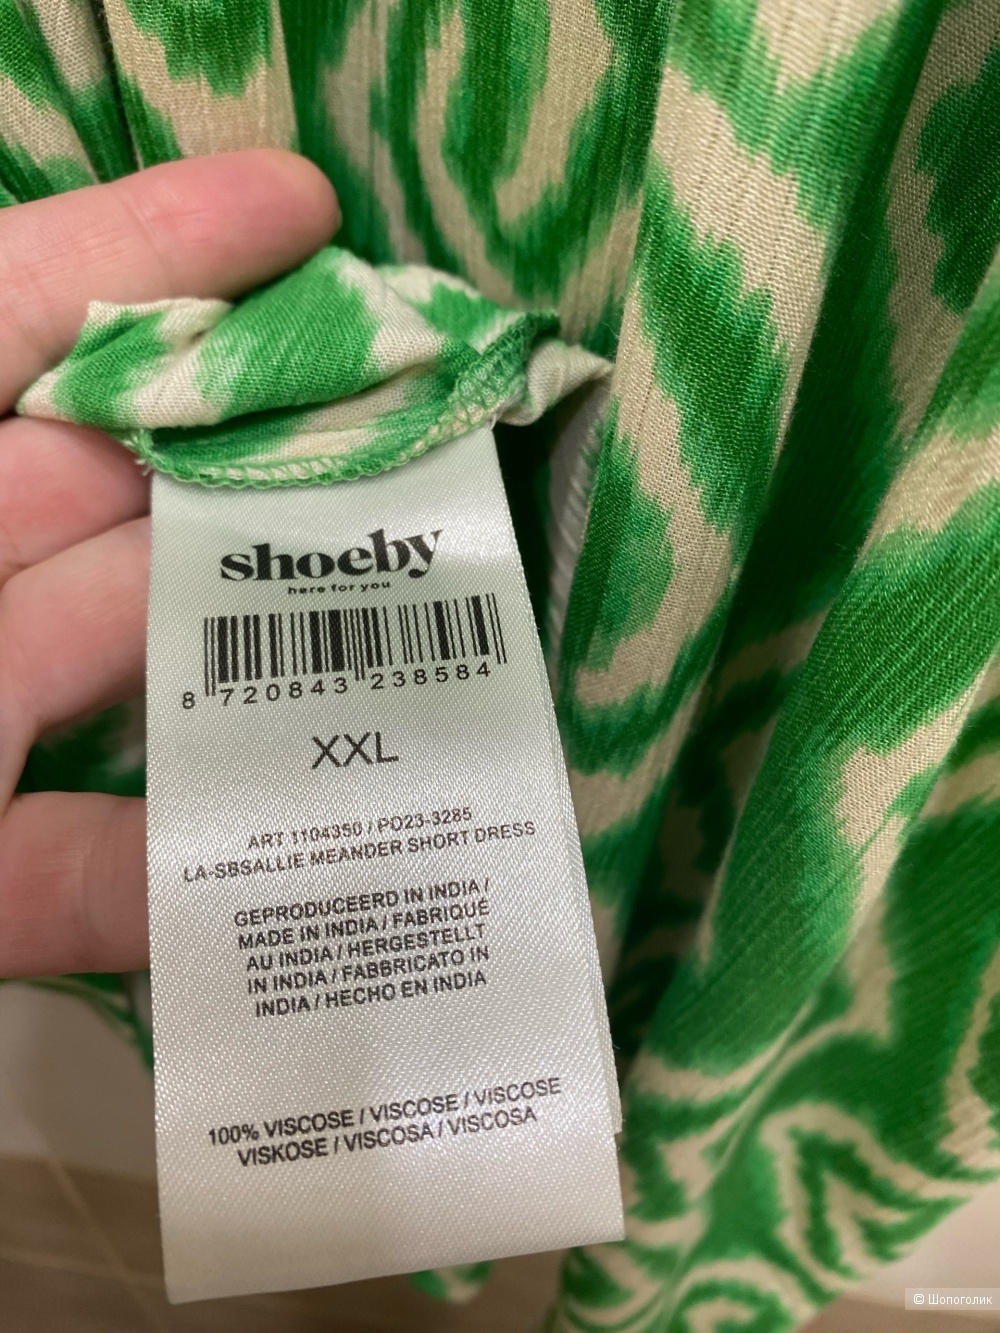 shoeby
here for you
8 720843 238584
XXL
ART 1104350 / PO23-3285
LA-SBSALLIE MEANDER SHORT DRESS
GEPRODUCEERD IN INDIA /
MADE IN INDIA / FABRIQUÉ
AU INDIA / HERGESTELLT
IN INDIA / FABBRICATO IN
INDIA / HECHO EN INDIA
100% VISCOSE / VISCOSE / VISCOSE
VISKOSE / VISCOSA / VISCOSA
© Шопоголик